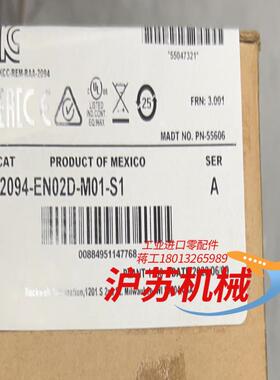 KCC-REM-RAA-2094
"55047321"
25
FRN: 3.001
MADT PN-55606
CAT
PRODUCT OF MEXICO
SER
2094-EN02D-M01-S1
A
00884951147768
工业进口零配件
蒋工18013265989
沪苏机械